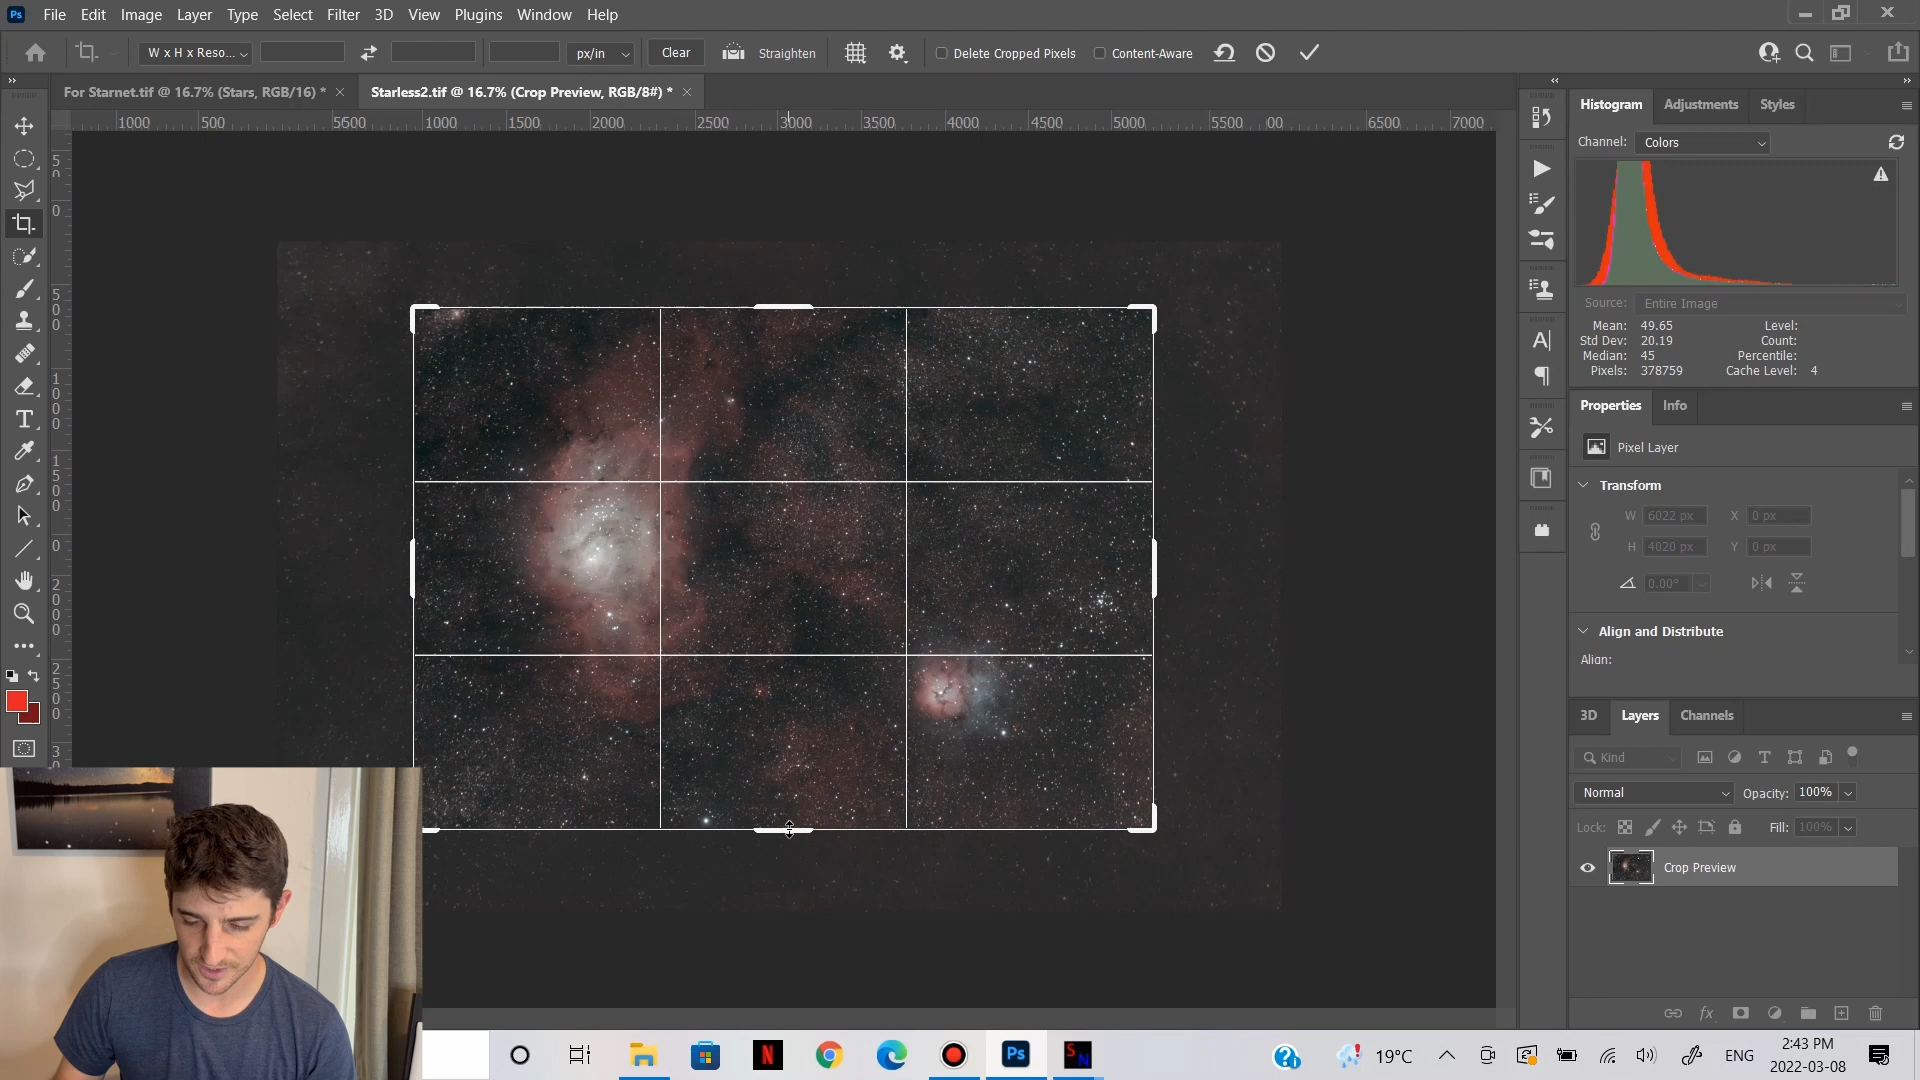 Ps File Edit Image Layer Type Select Filter 3D View Plugins Window Help
W x H x Reso... px/in Clear Straighten Delete Cropped Pixels Content-Aware
For Starnet.tif @ 16.7% (Stars, RGB/16) *
Starless2.tif @ 16.7% (Crop Preview, RGB/8#) *
1000 500 5600 1000 1500 2000 2500 3000 3500 4000 4500 5000 5500 00 6500 7000
Histogram Adjustments Styles
Channel: Colors
Source: Entire Image
Mean: 49.65 Level:
Std Dev: 20.19 Count:
Median: 45 Percentile:
Pixels: 378759 Cache Level: 4
Properties Info
Pixel Layer
Transform
W 6022 px X 0 px
H 4020 px Y 0 px
0.00°
Align and Distribute
Align:
3D Layers Channels
Kind
Normal Opacity: 100%
Lock: Fill: 100%
Crop Preview
Ps
SN
19°C
ENG
2:43 PM
2022-03-08